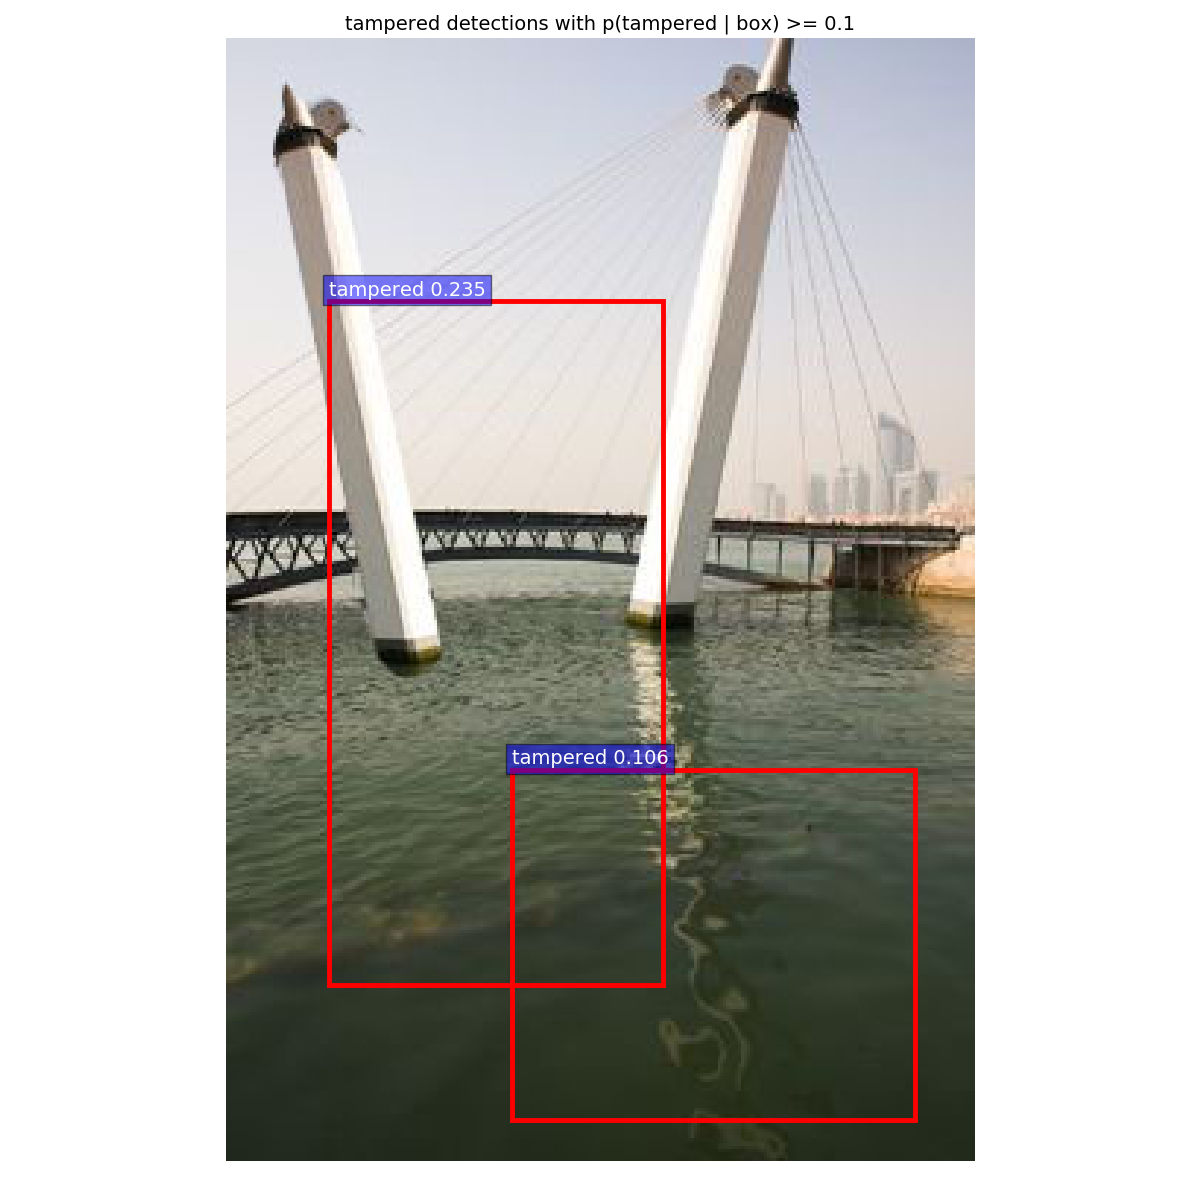 tampered detections with p(tampered | box) >= 0.1
tampered 0.235
tampered 0.106